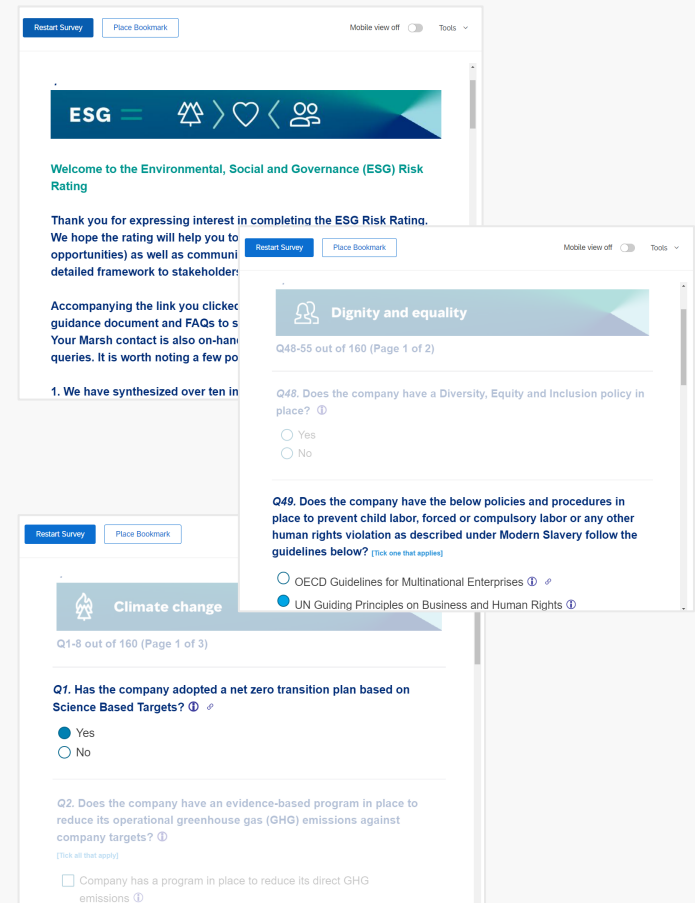 Restart Survey
Place Bookmark
Mobile view off
Tools
ESG
Welcome to the Environmental, Social and Governance (ESG) Risk
Rating
Thank you for expressing interest in completing the ESG Risk Rating.
We hope the rating will help you to
opportunities) as well as communi
detailed framework to stakeholders
Accompanying the link you clicked
guidance document and FAQs to s
Your Marsh contact is also on-hand
queries. It is worth noting a few po
1. We have synthesized over ten in
Restart Survey
Place Bookmark
Mobile view off
Tools
Dignity and equality
Q48-55 out of 160 (Page 1 of 2)
Q48. Does the company have a Diversity, Equity and Inclusion policy in
place?
Yes
No
Q49. Does the company have the below policies and procedures in
place to prevent child labor, forced or compulsory labor or any other
human rights violation as described under Modern Slavery follow the
guidelines below? [Tick one that applies]
OECD Guidelines for Multinational Enterprises
UN Guiding Principles on Business and Human Rights
Restart Survey
Place Bookmark
Climate change
Q1-8 out of 160 (Page 1 of 3)
Q1. Has the company adopted a net zero transition plan based on
Science Based Targets?
Yes
No
Q2. Does the company have an evidence-based program in place to
reduce its operational greenhouse gas (GHG) emissions against
company targets?
[Tick all that apply]
Company has a program in place to reduce its direct GHG
emissions